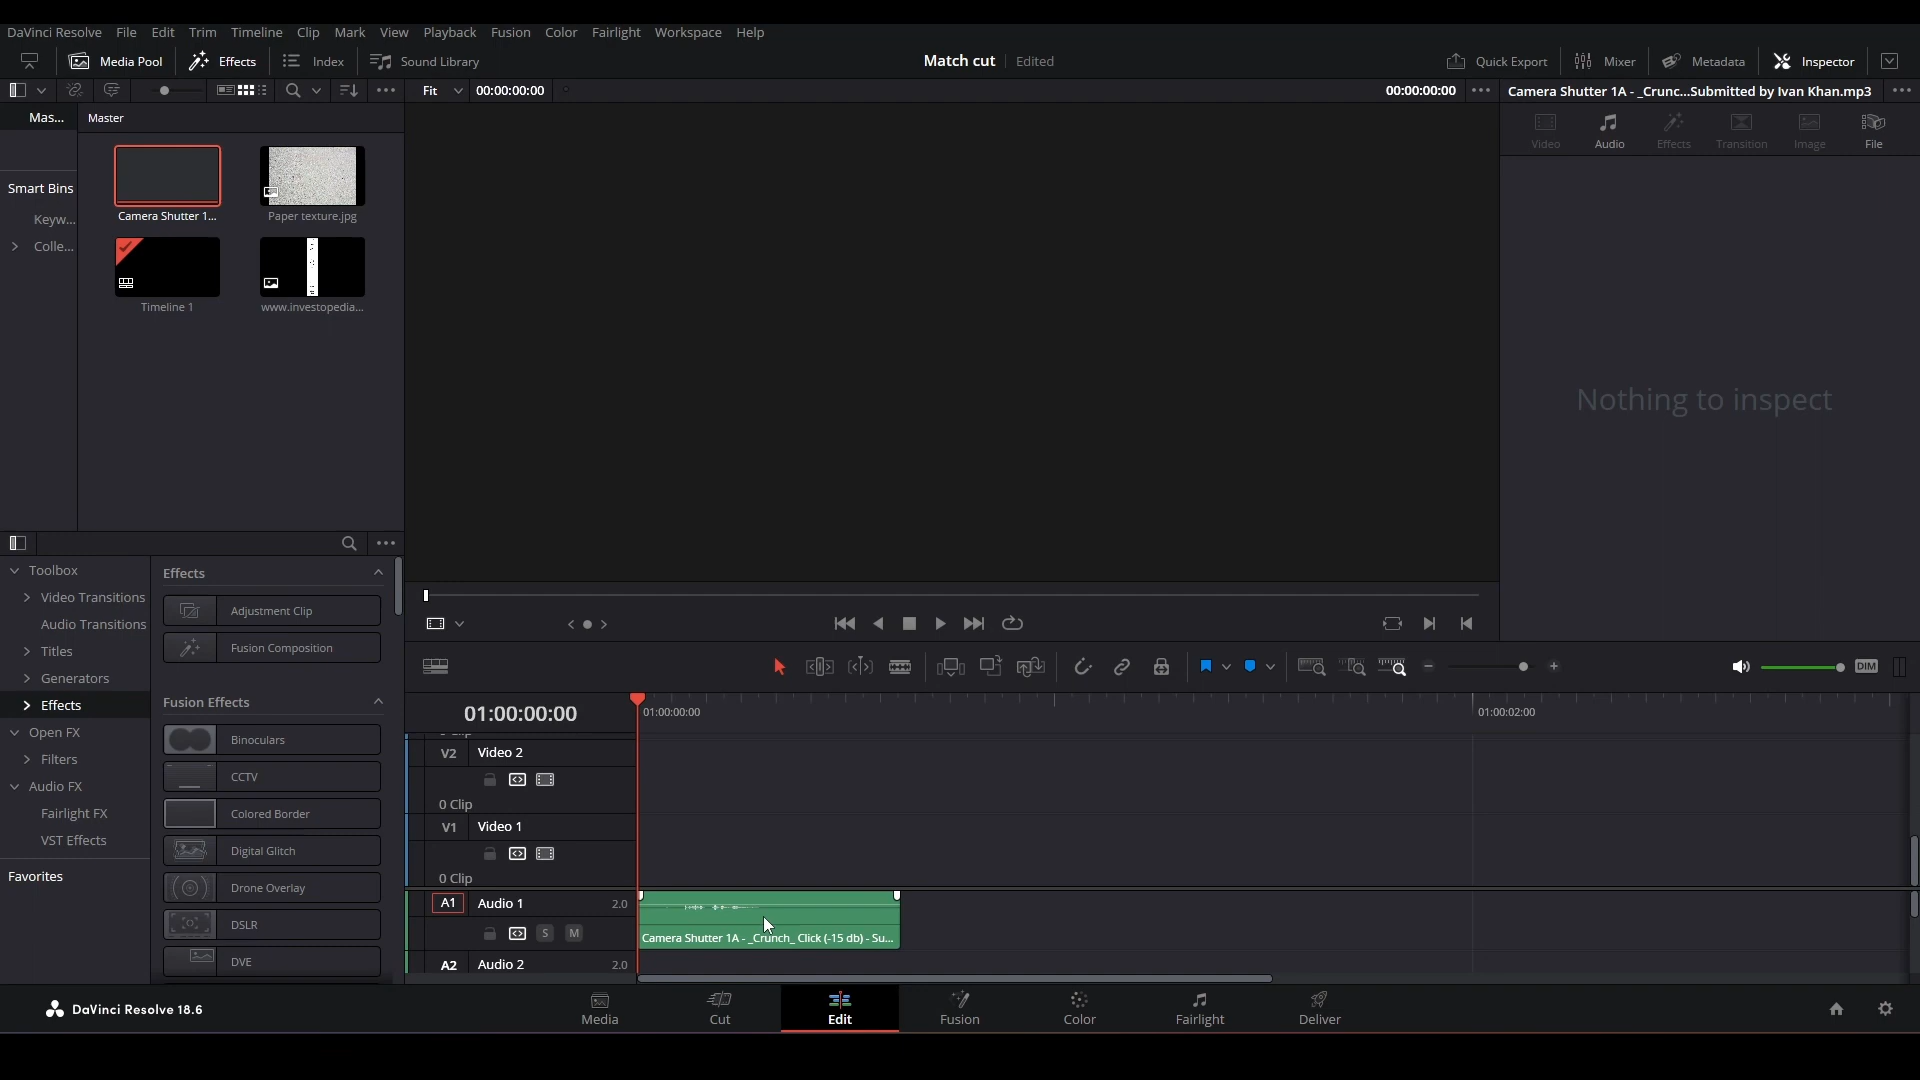 DaVinci Resolve File Edit Trim Timeline Clip Mark View Playback Fusion Color Fairlight Workspace Help
Media Pool Effects Index Sound Library Match cut Edited Quick Export Mixer Metadata Inspector
Fit 00:00:00:00 00:00:00:00 Camera Shutter 1A - _Crunc...Submitted by Ivan Khan.mp3
Mas... Master
Video Audio Effects Transition Image File
Smart Bins
Keyw...
Colle...
Camera Shutter 1... Paper texture.jpg
Timeline 1 www.investopedia...
Nothing to inspect
Toolbox
Video Transitions
Audio Transitions
Titles
Generators
Effects
Open FX
Filters
Audio FX
Fairlight FX
VST Effects
Favorites
Effects
Adjustment Clip
Fusion Composition
Fusion Effects
Binoculars
CCTV
Colored Border
Digital Glitch
Drone Overlay
DSLR
DVE
DIM
01:00:00:00 01:00:00:00 01:00:02:00
V2 Video 2
0 Clip
V1 Video 1
0 Clip
A1 Audio 1 2.0
S M
Camera Shutter 1A - _Crunch_ Click (-15 db) - Su...
A2 Audio 2 2.0
DaVinci Resolve 18.6
Media Cut Edit Fusion Color Fairlight Deliver